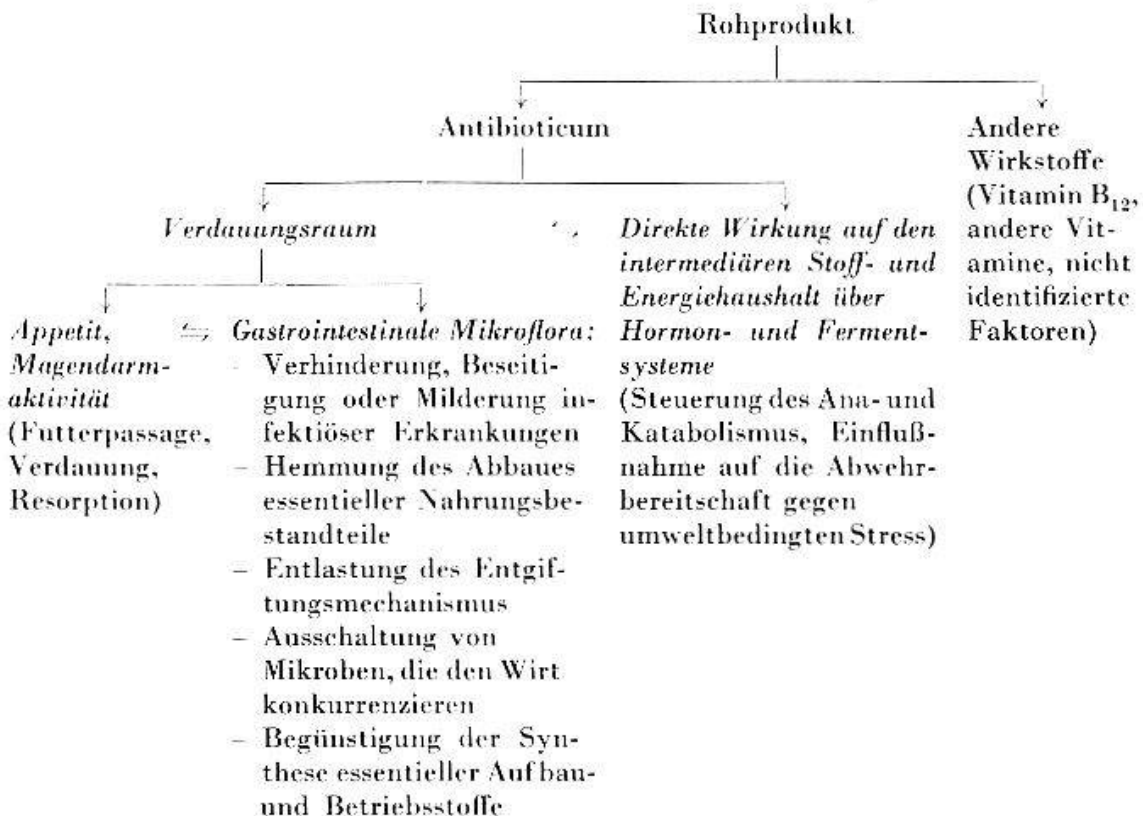 Rohprodukt
Antibioticum
Andere
Wirkstoffe
(Vitamin B12,
andere Vit-
amine, nicht
identifizierte
Faktoren)
Verdauungsraum
Direkte Wirkung auf den
intermediären Stoff- und
Energiehaushalt über
Hormon- und Ferment-
systeme
(Steuerung des Ana- und
Katabolismus, Einfluß-
nahme auf die Abwehr-
bereitschaft gegen
umweltbedingten Stress)
Appetit,
Magendarm-
aktivität
(Futterpassage,
Verdauung,
Resorption)
Gastrointestinale Mikroflora:
- Verhinderung, Beseiti-
gung oder Milderung in-
fektiöser Erkrankungen
– Hemmung des Abbaues
essentieller Nahrungsbe-
standteile
– Entlastung des Entgif-
tungsmechanismus
– Ausschaltung von
Mikroben, die den Wirt
konkurrenzieren
– Begünstigung der Syn-
these essentieller Aufbau-
und Betriebsstoffe